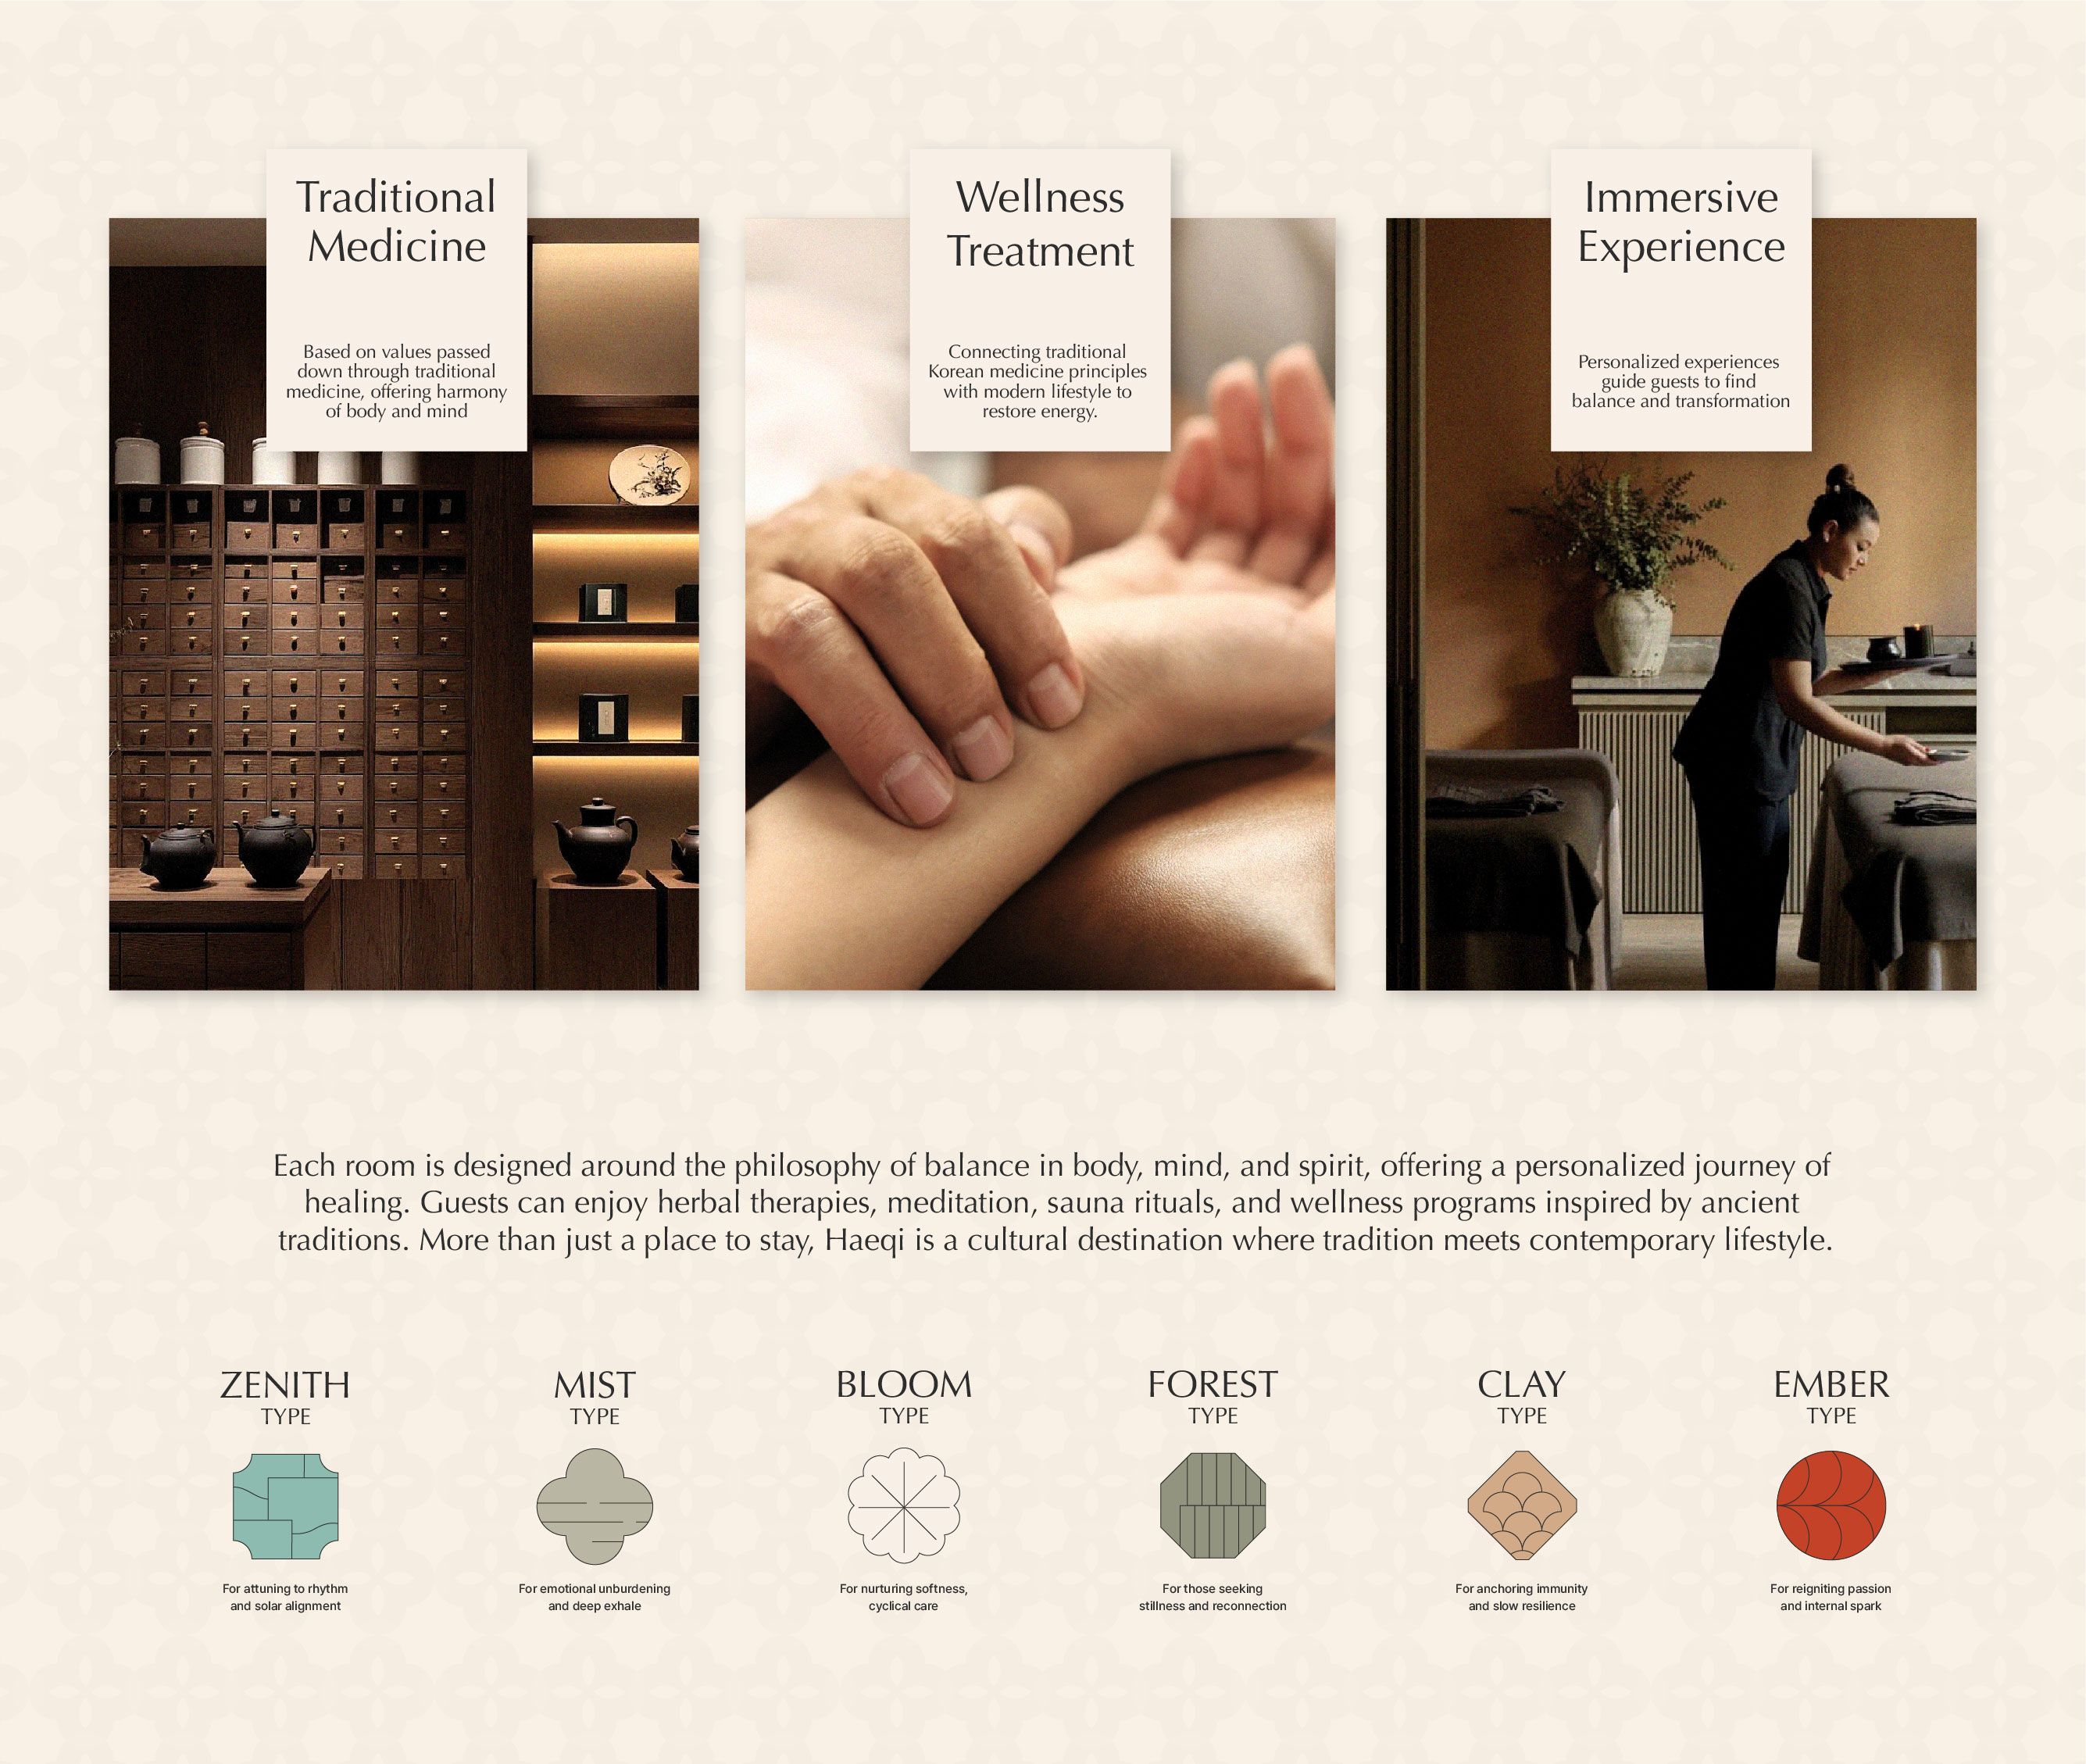 Traditional
Medicine
Based on values passed
down through traditional
medicine, offering harmony
of body and mind
Wellness
Treatment
Connecting traditional
Korean medicine principles
with modern lifestyle to
restore energy.
Immersive
Experience
Personalized experiences
guide guests to find
balance and transformation
Each room is designed around the philosophy of balance in body, mind, and spirit, offering a personalized journey of
healing. Guests can enjoy herbal therapies, meditation, sauna rituals, and wellness programs inspired by ancient
traditions. More than just a place to stay, Haeqi is a cultural destination where tradition meets contemporary lifestyle.
ZENITH
TYPE
For attuning to rhythm
and solar alignment
MIST
TYPE
For emotional unburdening
and deep exhale
BLOOM
TYPE
For nurturing softness,
cyclical care
FOREST
TYPE
For those seeking
stillness and reconnection
CLAY
TYPE
For anchoring immunity
and slow resilience
EMBER
TYPE
For reigniting passion
and internal spark